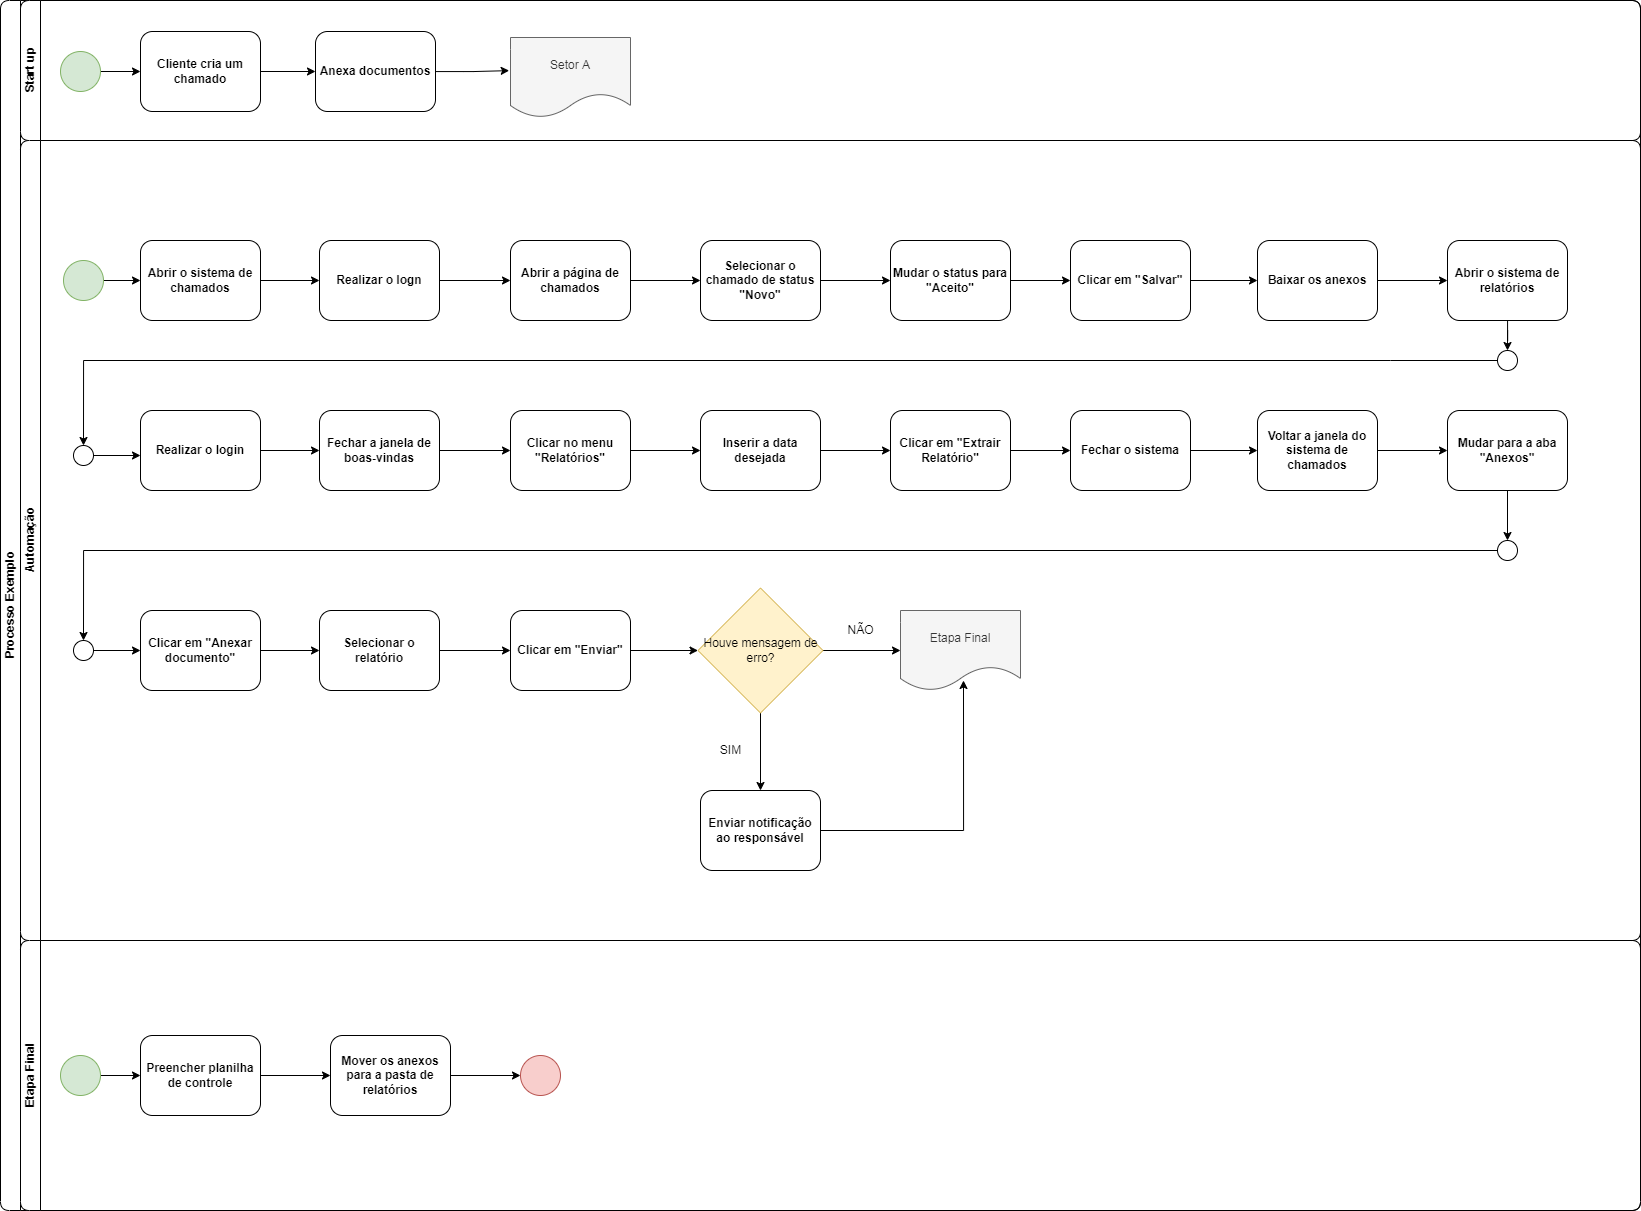 Processo Exemplo
Start up
Cliente cria um
chamado
Anexa documentos
Setor A
Automação
Abrir o sistema de
chamados
Realizar o logn
Abrir a página de
chamados
Selecionar o
chamado de status
"Novo"
Mudar o status para
"Aceito"
Clicar em "Salvar"
Baixar os anexos
Abrir o sistema de
relatórios
Realizar o login
Fechar a janela de
boas-vindas
Clicar no menu
"Relatórios"
Inserir a data
desejada
Clicar em "Extrair
Relatório"
Fechar o sistema
Voltar a janela do
sistema de
chamados
Mudar para a aba
"Anexos"
Clicar em "Anexar
documento"
Selecionar o
relatório
Clicar em "Enviar"
Houve mensagem de
erro?
NÃO
Etapa Final
SIM
Enviar notificação
ao responsável
Etapa Final
Preencher planilha
de controle
Mover os anexos
para a pasta de
relatórios